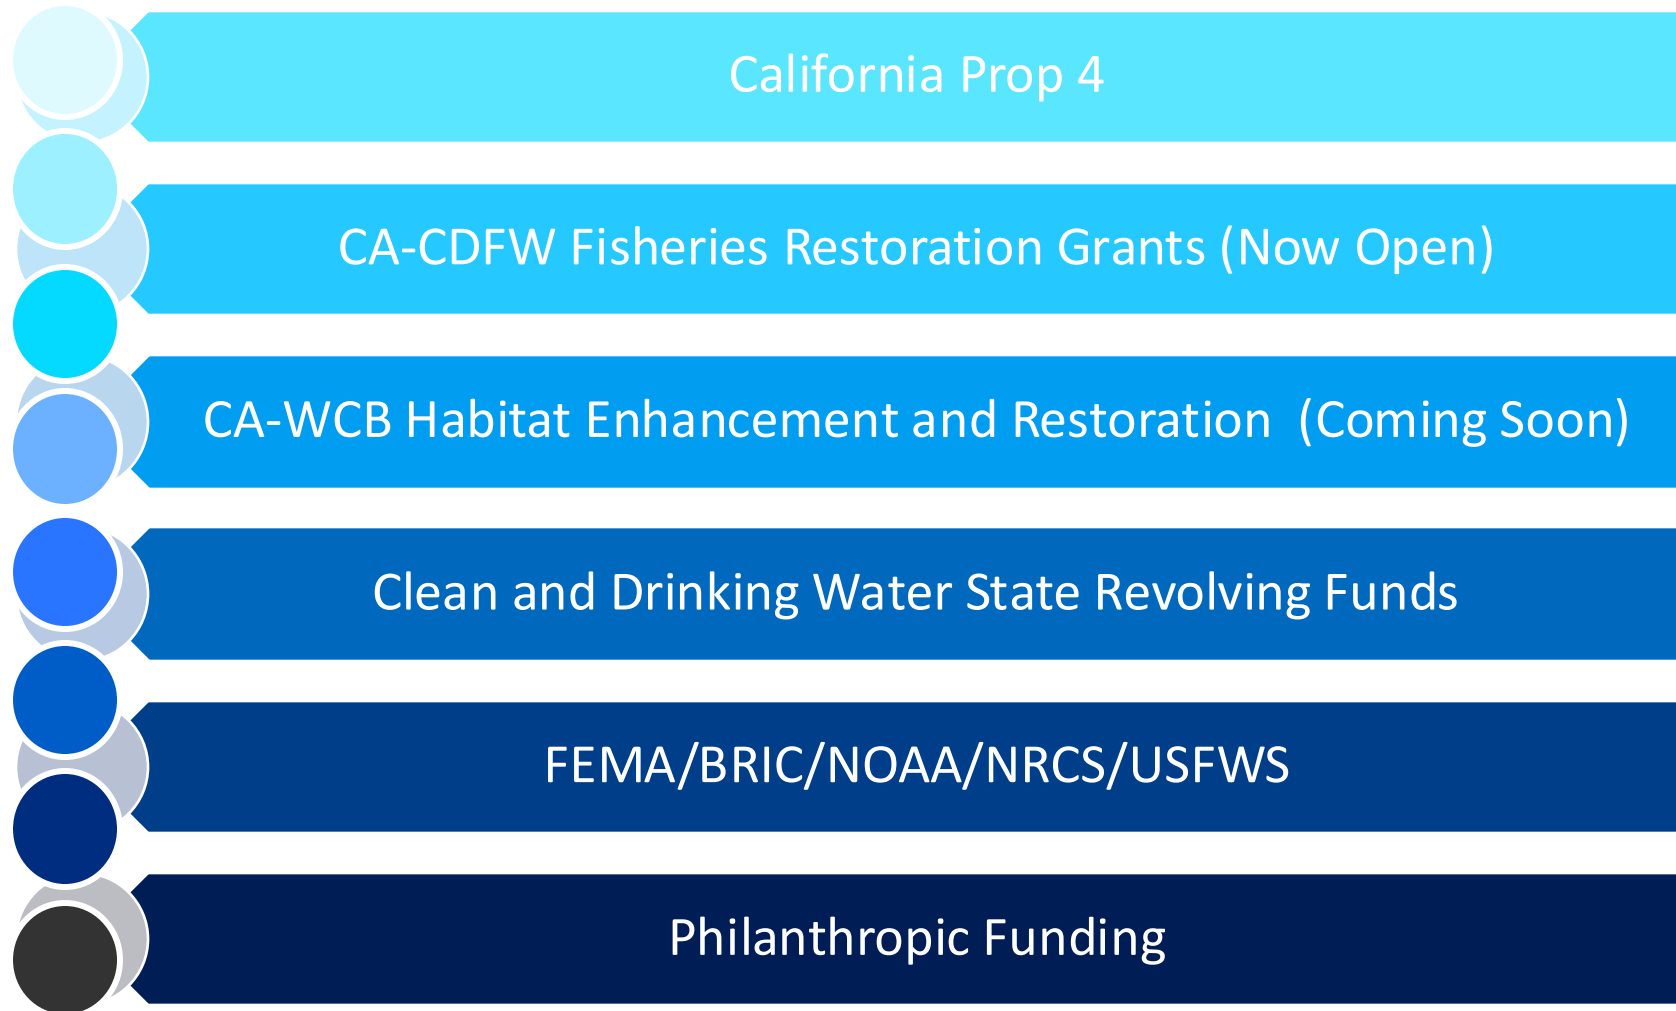 California Prop 4
CA-CDFW Fisheries Restoration Grants (Now Open)
CA-WCB Habitat Enhancement and Restoration  (Coming Soon)
Clean and Drinking Water State Revolving Funds
FEMA/BRIC/NOAA/NRCS/USFWS
Philanthropic Funding